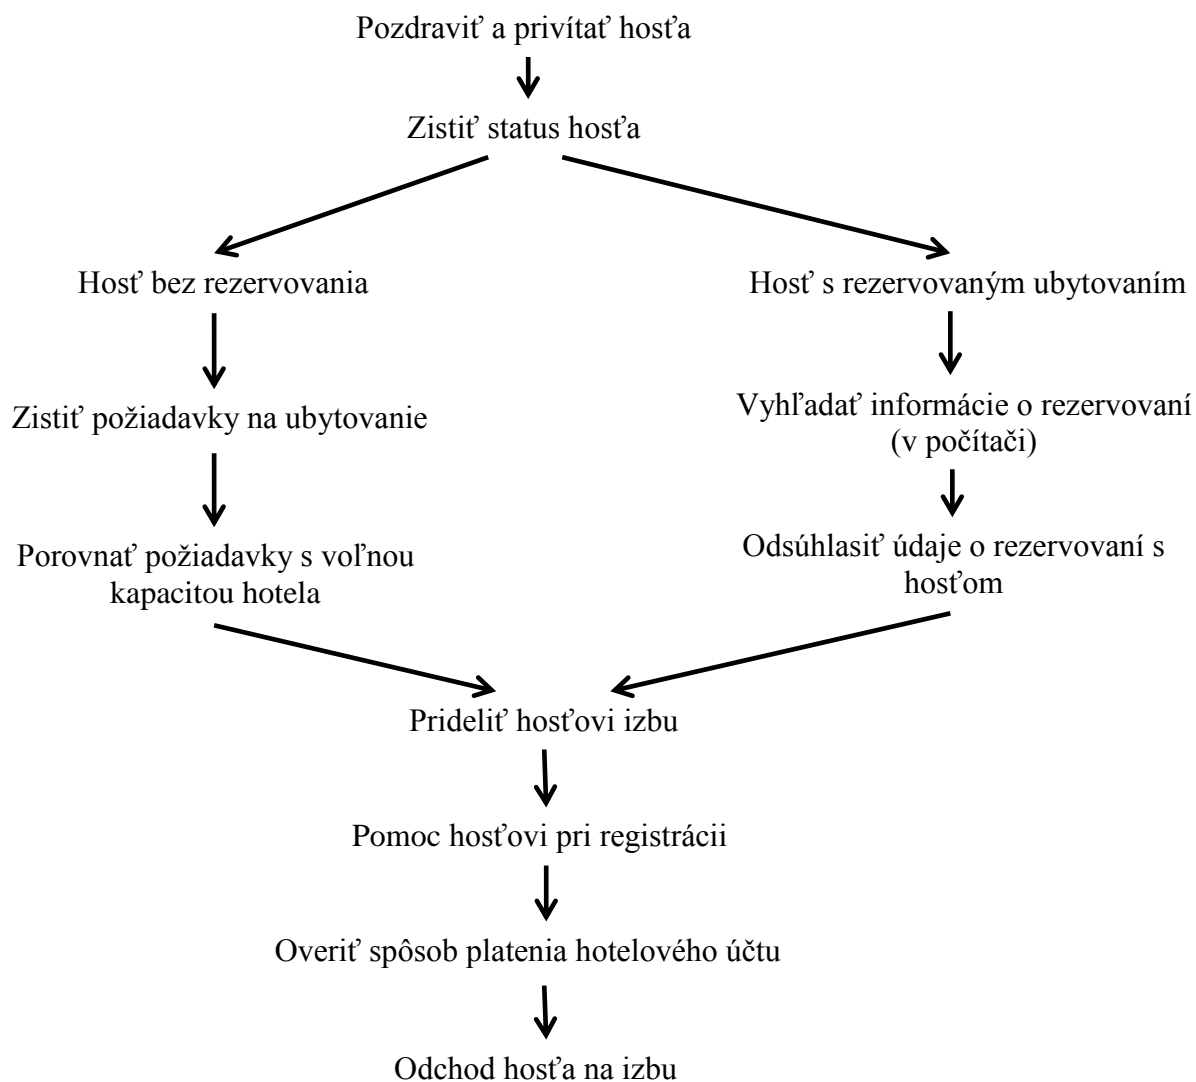 Pozdraviť a privítať hosťa
Zistiť status hosťa
Hosť bez rezervovania
Hosť s rezervovaným ubytovaním
Zistiť požiadavky na ubytovanie
Vyhľadať informácie o rezervovaní
(v počítači)
Porovnať požiadavky s voľnou
kapacitou hotela
Odsúhlasiť údaje o rezervovaní s
hosťom
Prideliť hosťovi izbu
Pomoc hosťovi pri registrácii
Overiť spôsob platenia hotelového účtu
Odchod hosťa na izbu